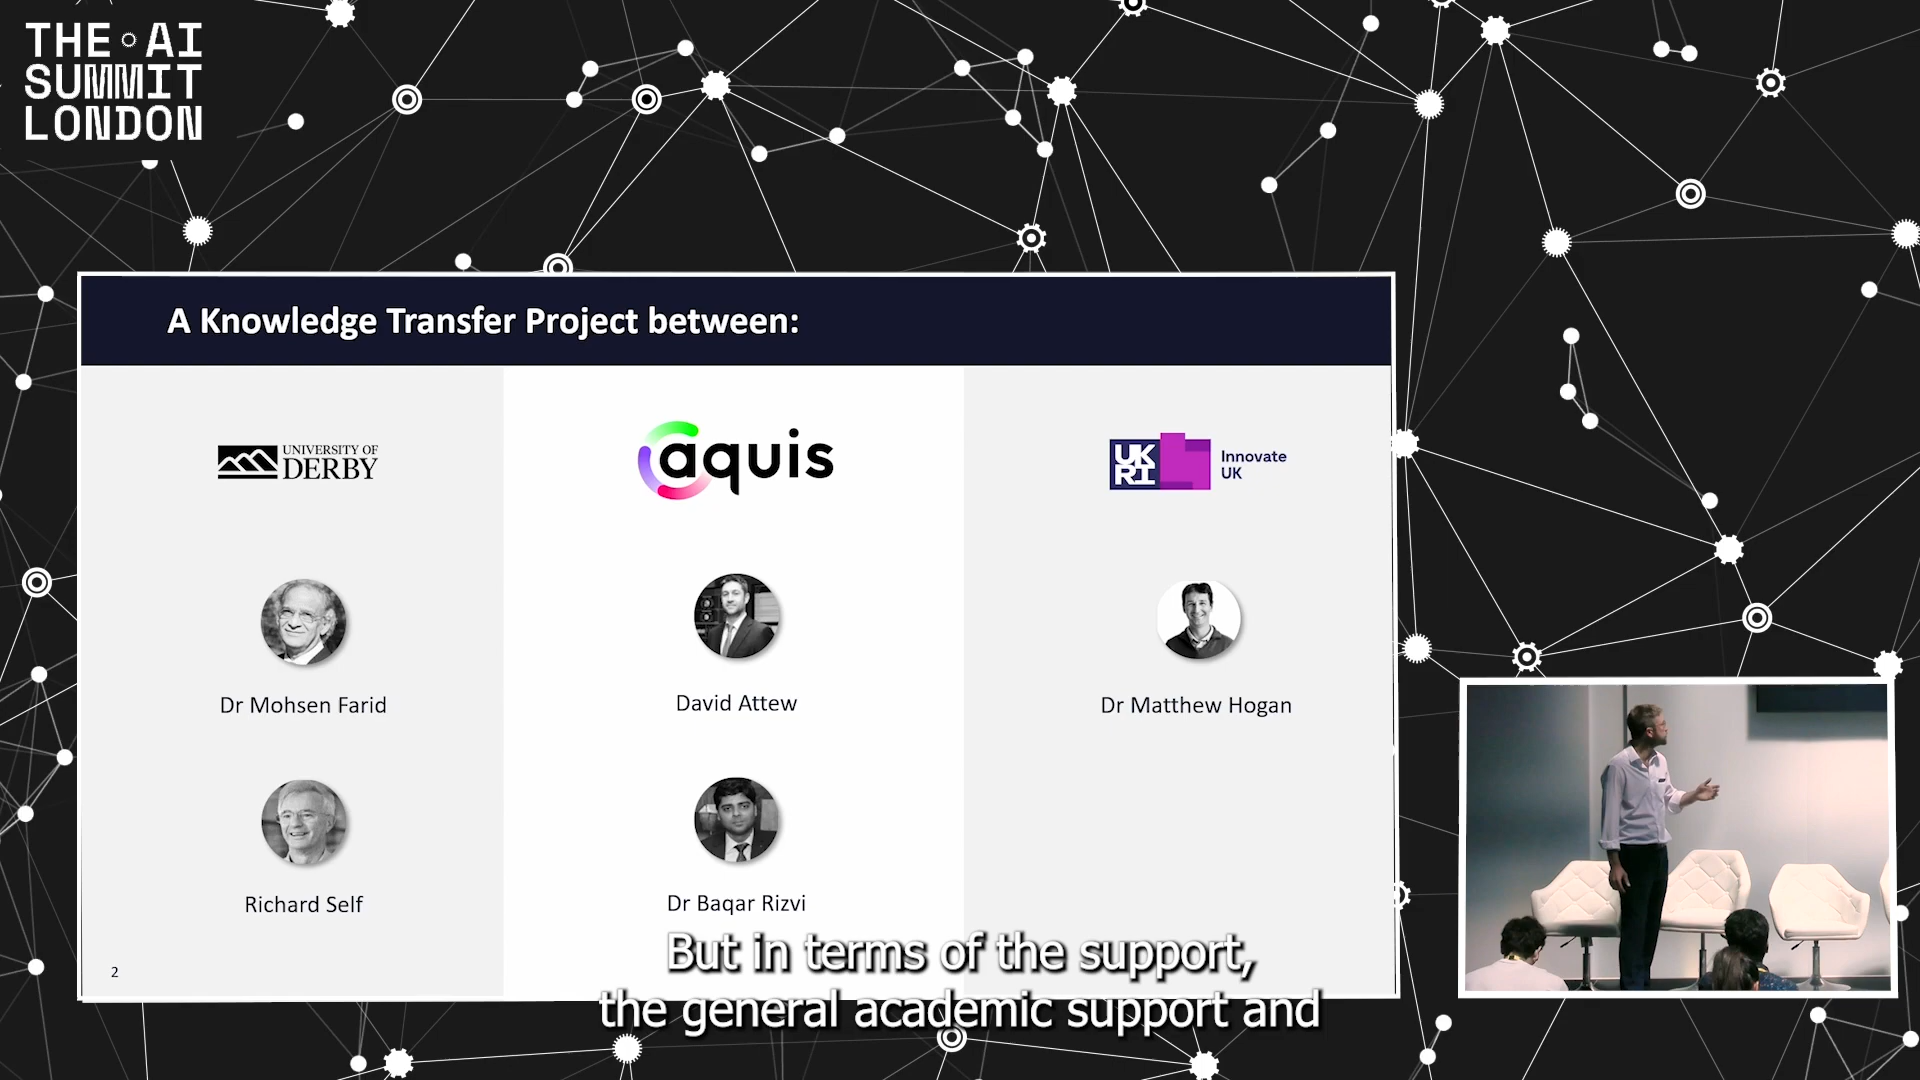 THE AI
SUMMIT
LONDON
A Knowledge Transfer Project between:
UNIVERSITY OF
DERBY
aquis
UK
RI
Innovate
UK
Dr Mohsen Farid
David Attew
Dr Matthew Hogan
Richard Self
Dr Baqar Rizvi
2
But in terms of the support,
the general academic support and